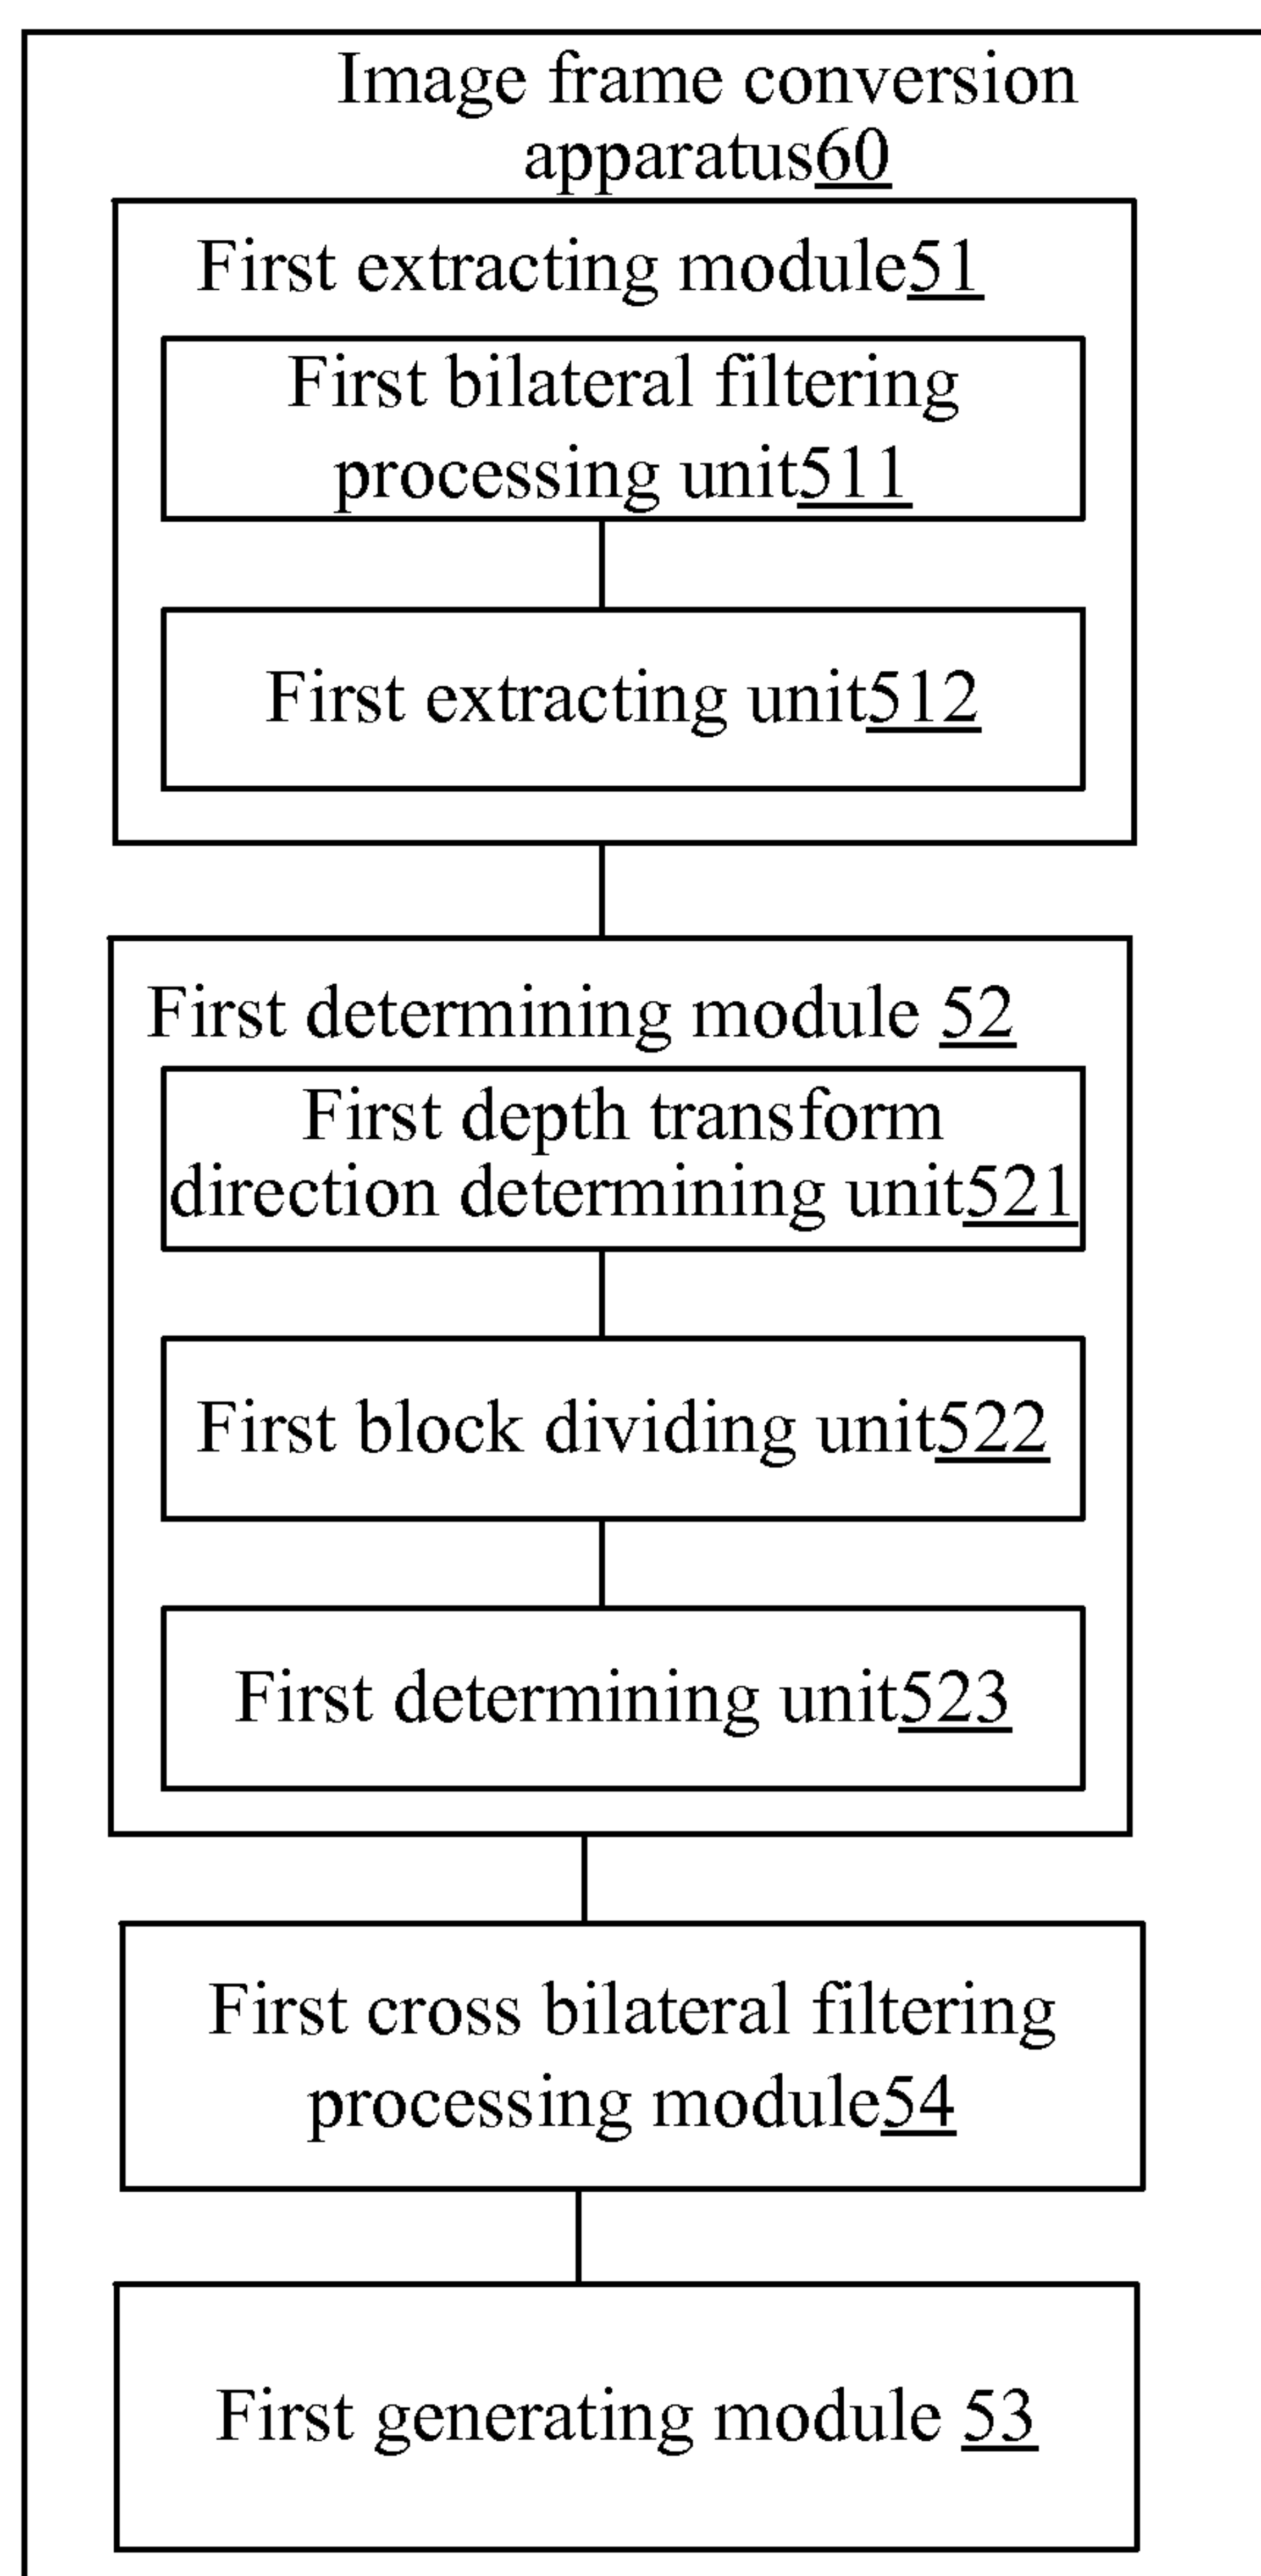 Image frame conversion
apparatus60
First extracting module51
First bilateral filtering
processing unit511
First extracting unit512
First determining module 52
First depth transform
direction determining unit521
First block dividing unit522
First determining unit523
First cross bilateral filtering
processing module54
First generating module 53